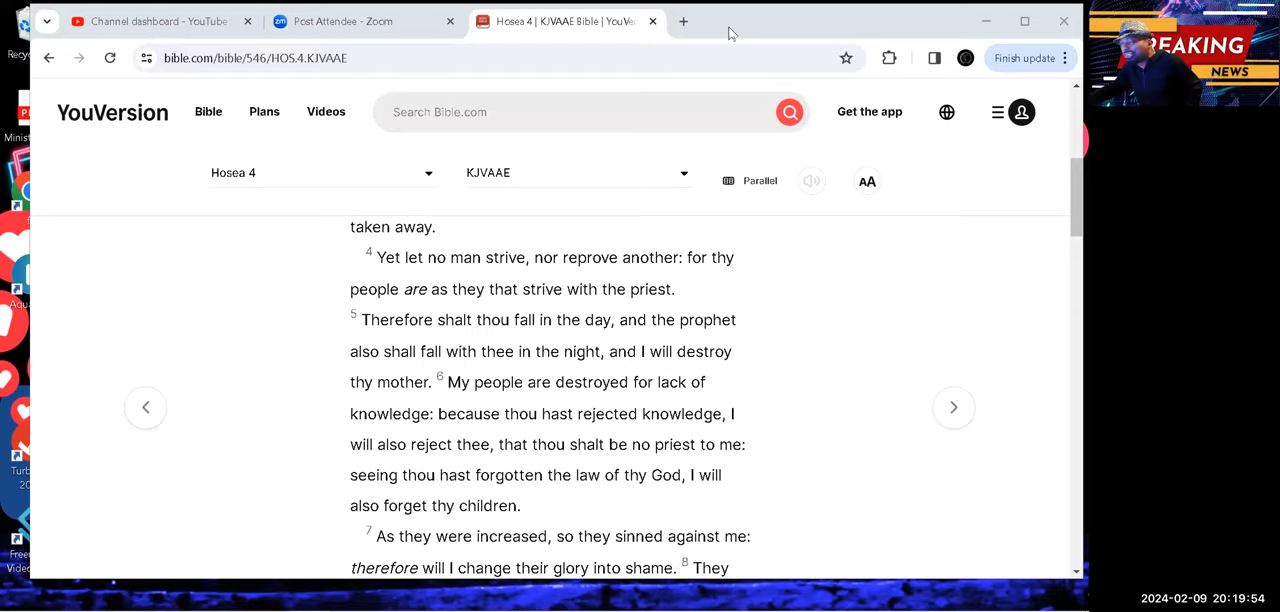 Recyc
Channel dashboard - YouTube
Post Attendee - Zoom
Hosea 4 | KJVAAE Bible | YouVer
bible.com/bible/546/HOS.4.KJVAAE
Finish update
YouVersion
Bible
Plans
Videos
Search Bible.com
Get the app
Hosea 4
KJVAAE
Parallel
AA
taken away.
4 Yet let no man strive, nor reprove another: for thy
people are as they that strive with the priest.
5 Therefore shalt thou fall in the day, and the prophet
also shall fall with thee in the night, and I will destroy
thy mother. 6 My people are destroyed for lack of
knowledge: because thou hast rejected knowledge, I
will also reject thee, that thou shalt be no priest to me:
seeing thou hast forgotten the law of thy God, I will
also forget thy children.
7 As they were increased, so they sinned against me:
therefore will I change their glory into shame. 8 They
Minist
Aqua
Turb
20
Free
Video
REAKING
NEWS
2024-02-09 20:19:54